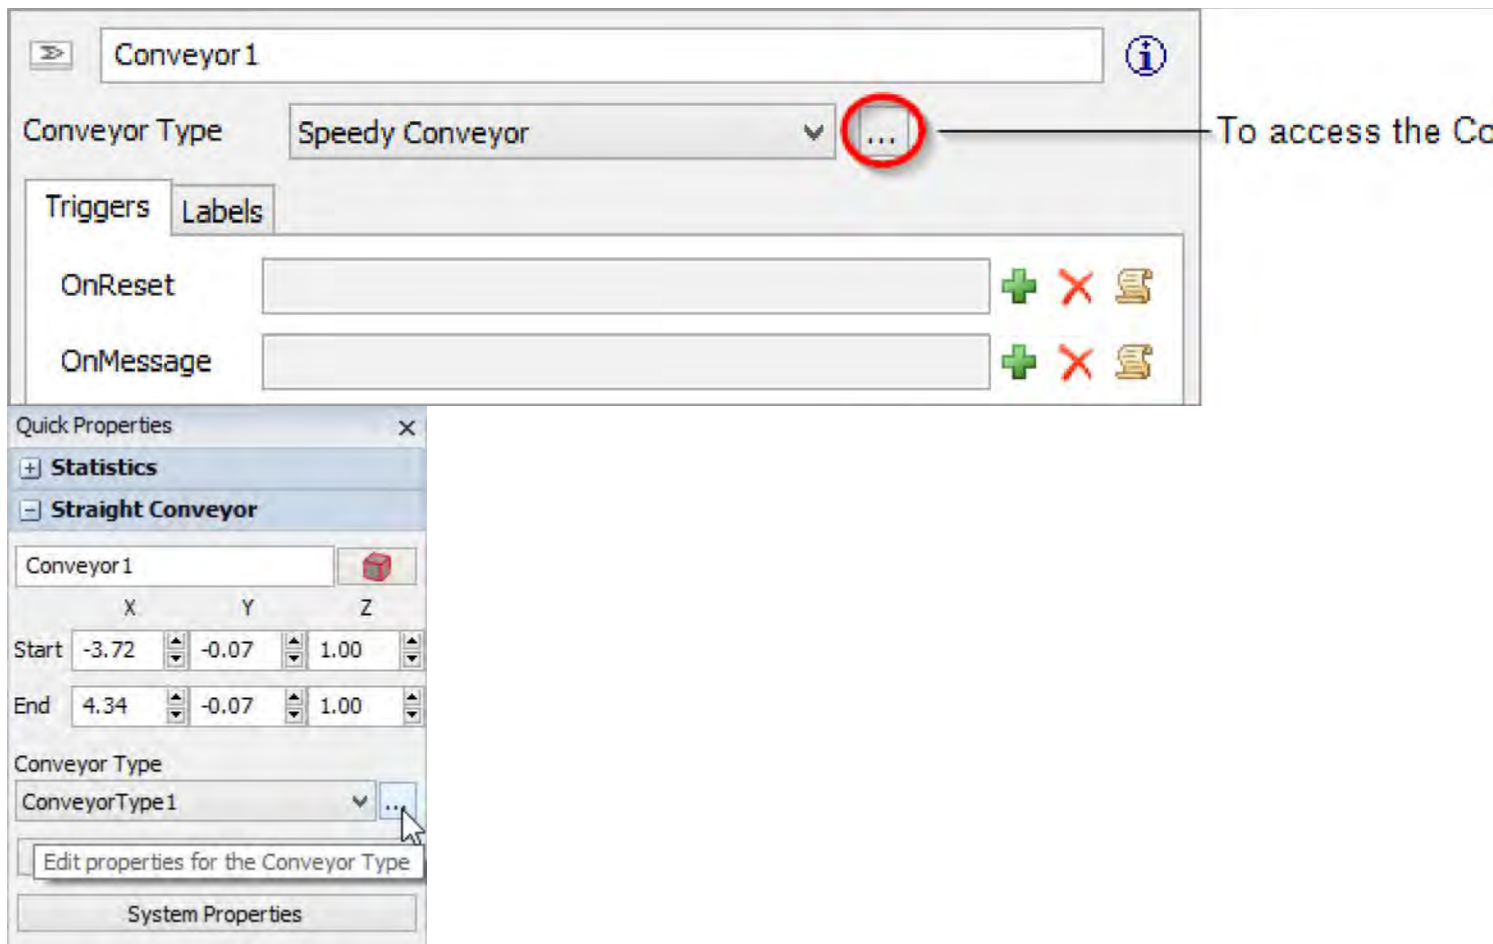 Conveyor1
Conveyor Type Speedy Conveyor ... To access the Co
Triggers Labels
OnReset
OnMessage
Quick Properties
Statistics
Straight Conveyor
Conveyor1
X Y Z
Start -3.72 -0.07 1.00
End 4.34 -0.07 1.00
Conveyor Type
ConveyorType1 ...
Edit properties for the Conveyor Type
System Properties